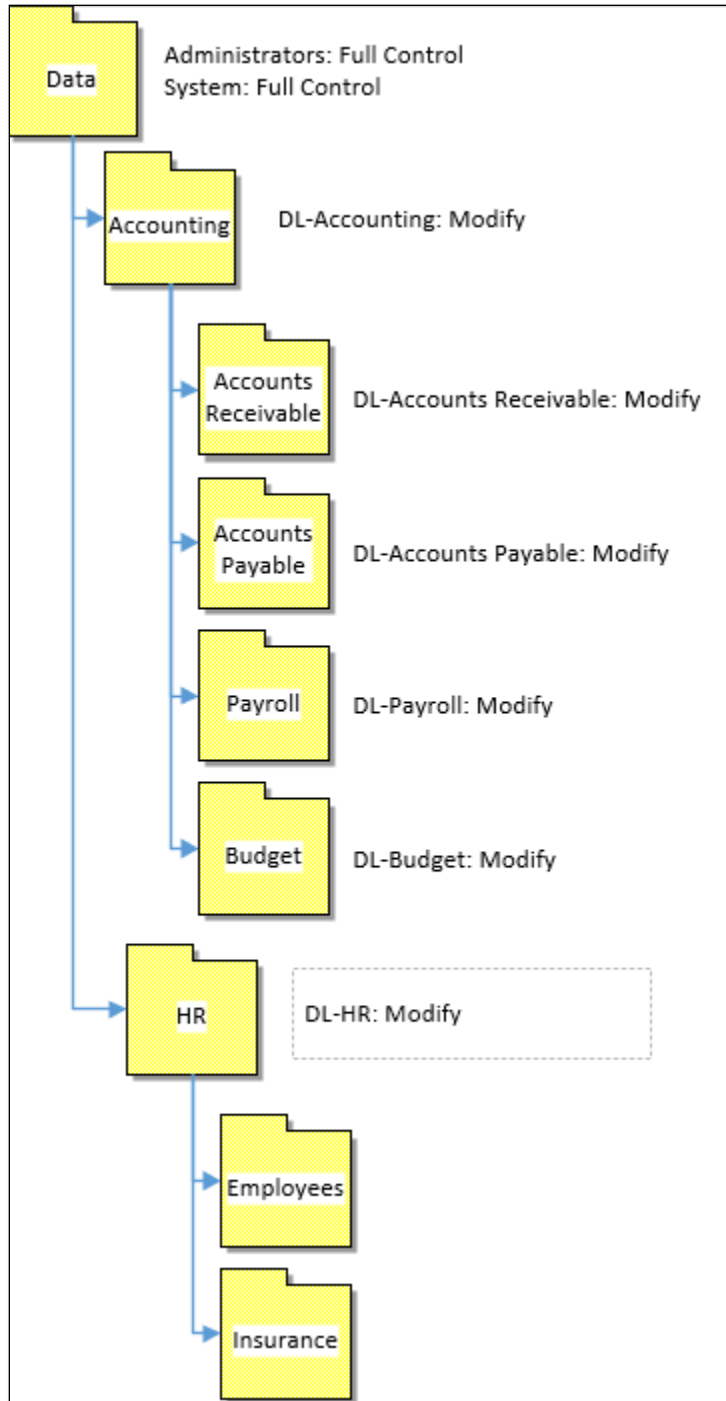 Data
Administrators: Full Control
System: Full Control
Accounting
DL-Accounting: Modify
Accounts
Receivable
DL-Accounts Receivable: Modify
Accounts
Payable
DL-Accounts Payable: Modify
Payroll
DL-Payroll: Modify
Budget
DL-Budget: Modify
HR
DL-HR: Modify
Employees
Insurance